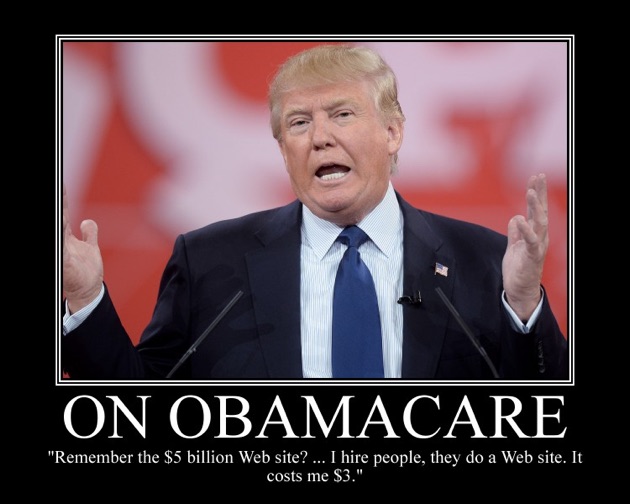 ON OBAMACARE
"Remember the $5 billion Web site? ... I hire people, they do a Web site. It
costs me $3."